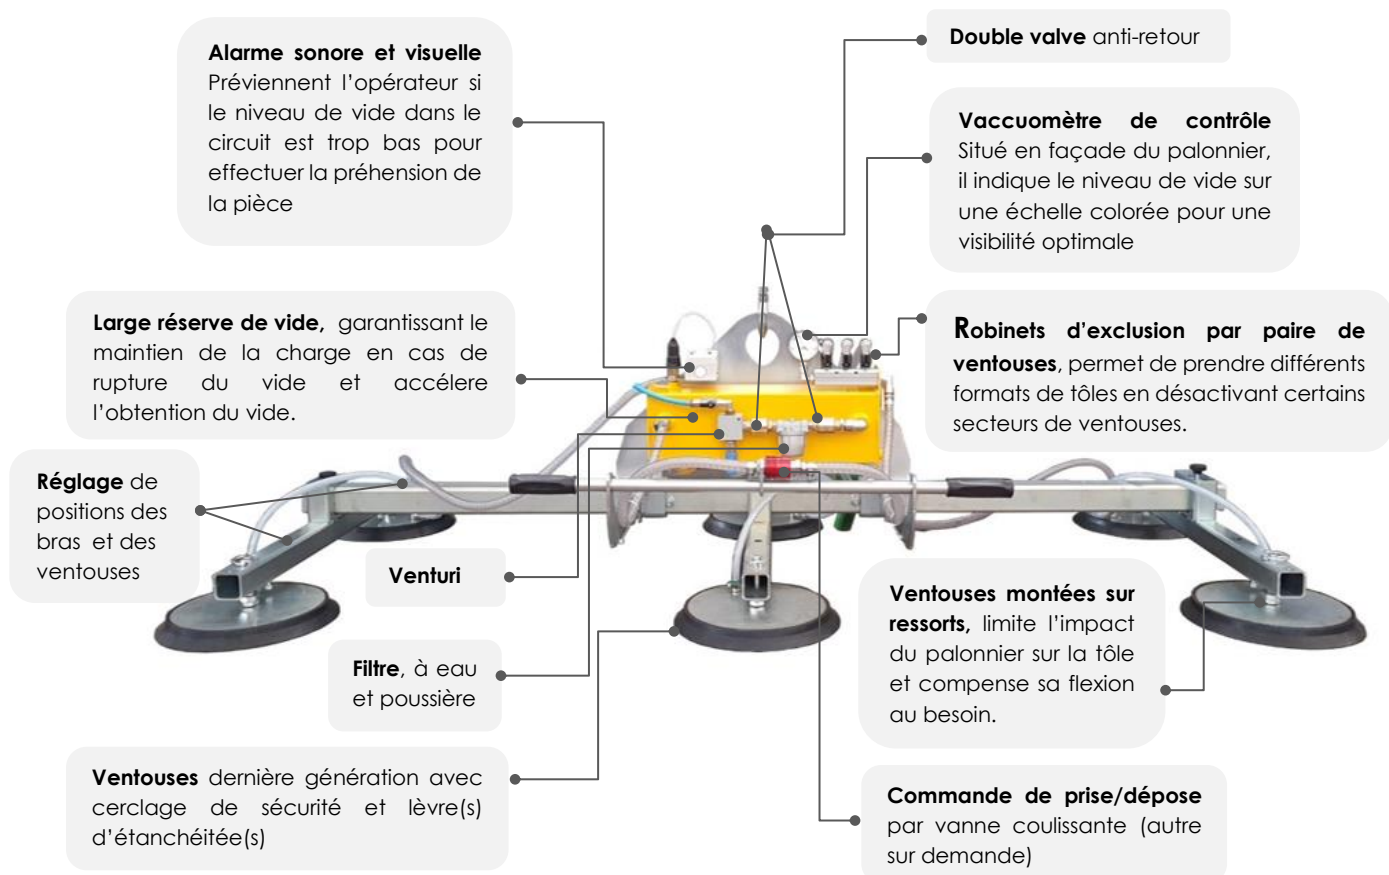 Alarme sonore et visuelle
Préviennent l'opérateur si
le niveau de vide dans le
circuit est trop bas pour
effectuer la préhension de
la pièce
Double valve anti-retour
Vaccuomètre de contrôle
Situé en façade du palonnier,
il indique le niveau de vide sur
une échelle colorée pour une
visibilité optimale
Large réserve de vide, garantissant le
maintien de la charge en cas de
rupture du vide et accélere
l'obtention du vide.
Robinets d'exclusion par paire de
ventouses, permet de prendre différents
formats de tôles en désactivant certains
secteurs de ventouses.
Réglage de
positions des
bras et des
ventouses
Venturi
Ventouses montées sur
ressorts, limite l'impact
du palonnier sur la tôle
et compense sa flexion
au besoin.
Filtre, à eau
et poussière
Ventouses dernière génération avec
cerclage de sécurité et lèvre(s)
d'étanchéitée(s)
Commande de prise/dépose
par vanne coulissante (autre
sur demande)